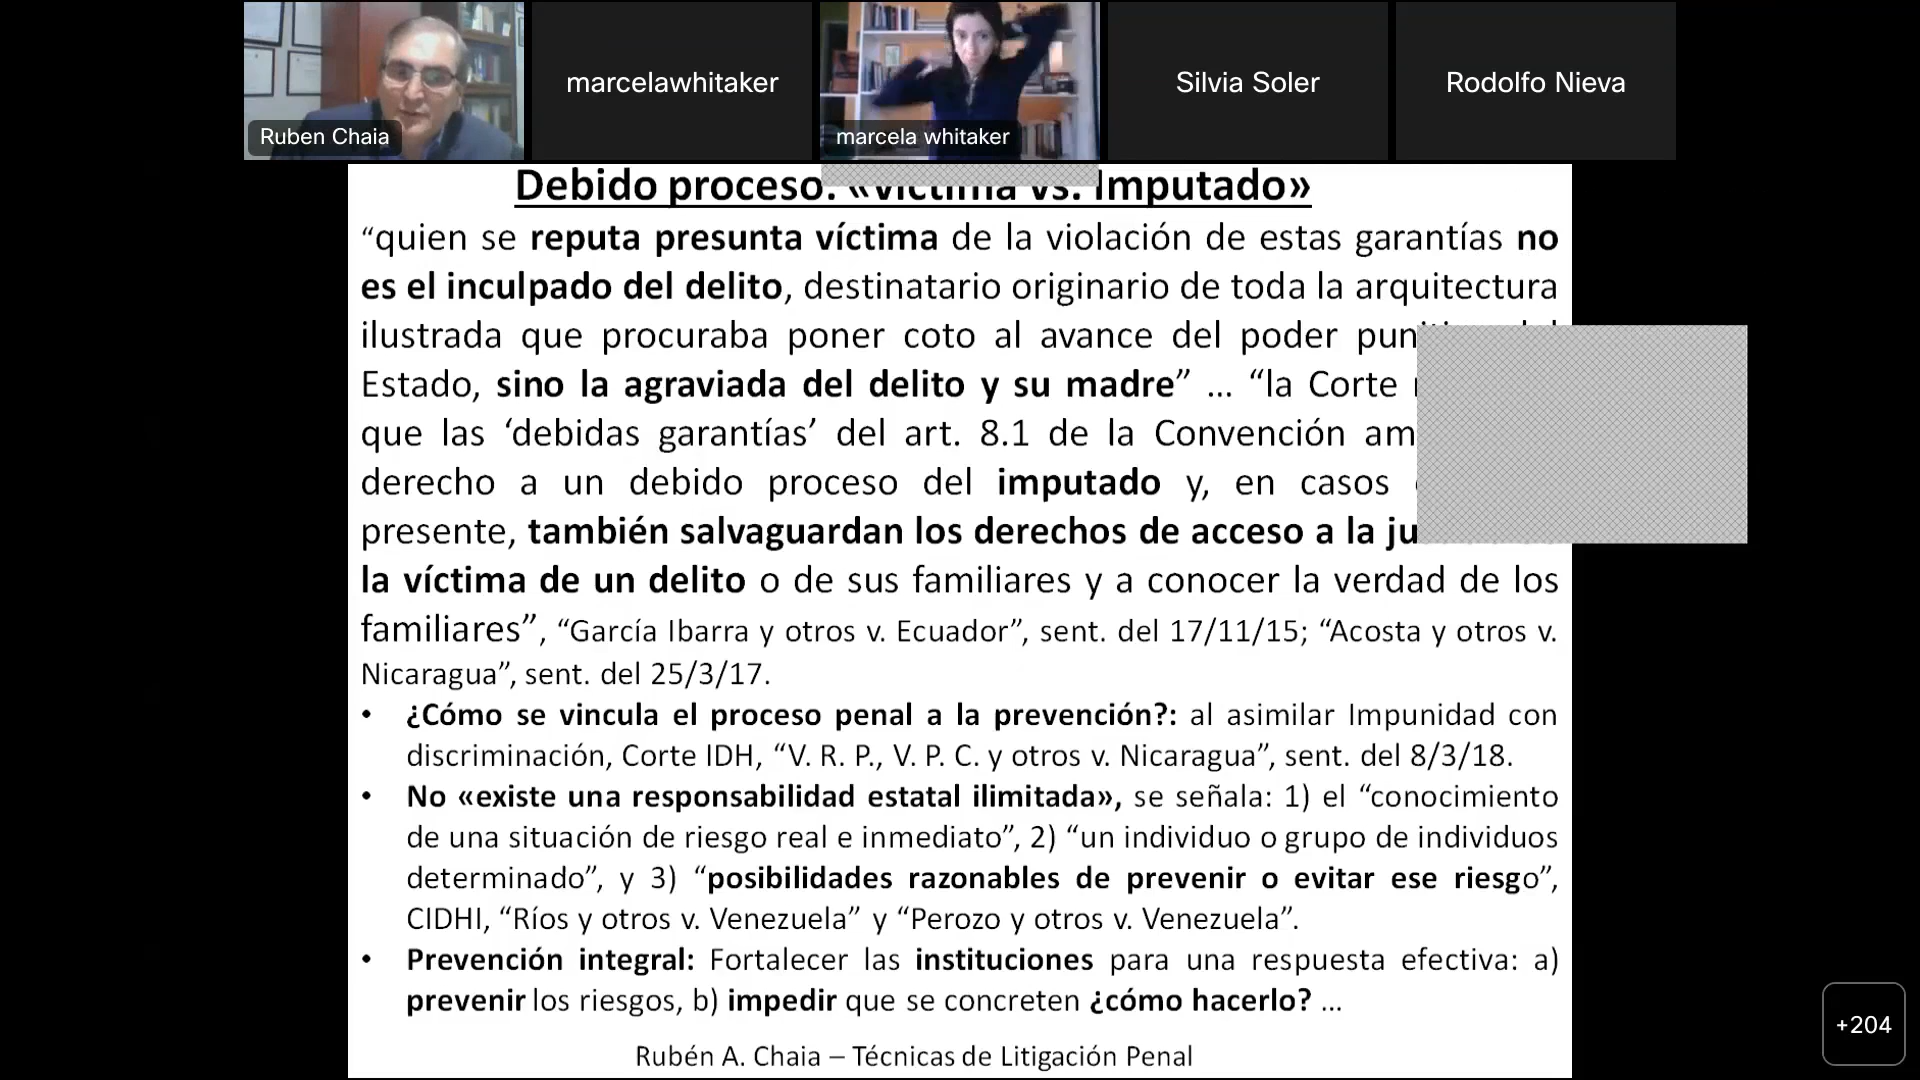 marcelawhitaker
Silvia Soler
Rodolfo Nieva
Ruben Chaia
marcela whitaker
Debido proceso: «víctima vs. Imputado»
“quien se reputa presunta víctima de la violación de estas garantías no
es el inculpado del delito, destinatario originario de toda la arquitectura
ilustrada que procuraba poner coto al avance del poder
Estado, sino la agraviada del delito y su madre” ... “la Corte
que las ‘debidas garantías’ del art. 8.1 de la Convención
derecho a un debido proceso del imputado y, en casos
presente, también salvaguardan los derechos de acceso a la
la víctima de un delito o de sus familiares y a conocer la verdad de los
familiares”, “García Ibarra y otros v. Ecuador”, sent. del 17/11/15; “Acosta y otros v.
Nicaragua”, sent. del 25/3/17.
• ¿Cómo se vincula el proceso penal a la prevención?: al asimilar Impunidad con
discriminación, Corte IDH, “V. R. P., V. P. C. y otros v. Nicaragua”, sent. del 8/3/18.
• No «existe una responsabilidad estatal ilimitada», se señala: 1) el “conocimiento
de una situación de riesgo real e inmediato”, 2) “un individuo o grupo de individuos
determinado”, y 3) “posibilidades razonables de prevenir o evitar ese riesgo”,
CIDHI, “Ríos y otros v. Venezuela” y “Perozo y otros v. Venezuela”.
• Prevención integral: Fortalecer las instituciones para una respuesta efectiva: a)
prevenir los riesgos, b) impedir que se concreten ¿cómo hacerlo? ...
+204
Rubén A. Chaia – Técnicas de Litigación Penal